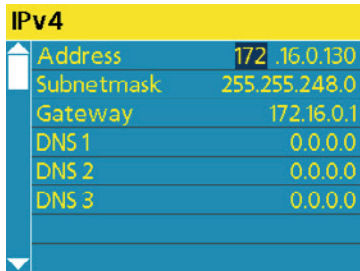 IPv4
Address 172 .16.0.130
Subnetmask 255.255.248.0
Gateway 172.16.0.1
DNS 1 0.0.0.0
DNS 2 0.0.0.0
DNS 3 0.0.0.0